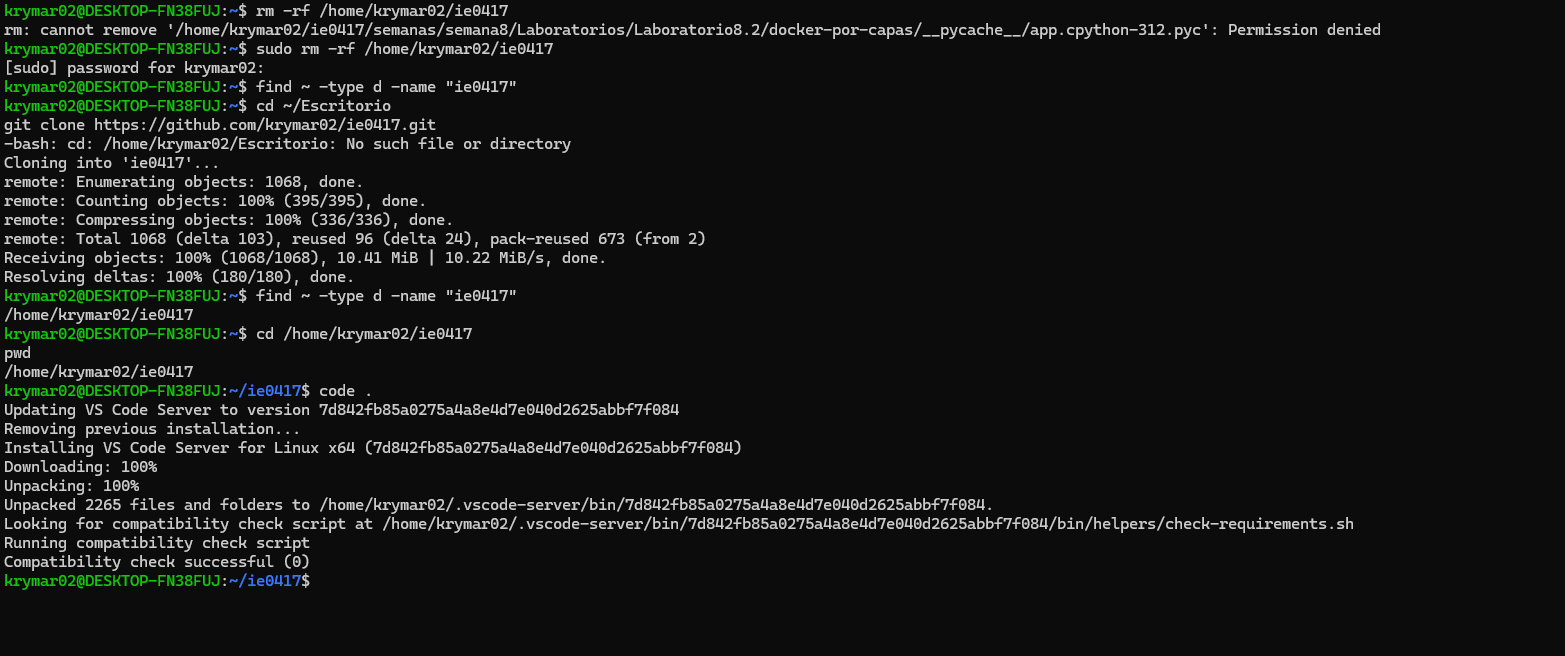 krymar02@DESKTOP-FN38FUJ:~$ rm -rf /home/krymar02/ie0417
rm: cannot remove '/home/krymar02/ie0417/semanas/semana8/Laboratorios/Laboratorio8.2/docker-por-capas/__pycache__/app.cpython-312.pyc': Permission denied
krymar02@DESKTOP-FN38FUJ:~$ sudo rm -rf /home/krymar02/ie0417
[sudo] password for krymar02:
krymar02@DESKTOP-FN38FUJ:~$ find ~ -type d -name "ie0417"
krymar02@DESKTOP-FN38FUJ:~$ cd ~/Escritorio
git clone https://github.com/krymar02/ie0417.git
-bash: cd: /home/krymar02/Escritorio: No such file or directory
Cloning into 'ie0417'...
remote: Enumerating objects: 1068, done.
remote: Counting objects: 100% (395/395), done.
remote: Compressing objects: 100% (336/336), done.
remote: Total 1068 (delta 103), reused 96 (delta 24), pack-reused 673 (from 2)
Receiving objects: 100% (1068/1068), 10.41 MiB | 10.22 MiB/s, done.
Resolving deltas: 100% (180/180), done.
krymar02@DESKTOP-FN38FUJ:~$ find ~ -type d -name "ie0417"
/home/krymar02/ie0417
krymar02@DESKTOP-FN38FUJ:~$ cd /home/krymar02/ie0417
pwd
/home/krymar02/ie0417
krymar02@DESKTOP-FN38FUJ:~/ie0417$ code .
Updating VS Code Server to version 7d842fb85a0275a4a8e4d7e040d2625abbf7f084
Removing previous installation...
Installing VS Code Server for Linux x64 (7d842fb85a0275a4a8e4d7e040d2625abbf7f084)
Downloading: 100%
Unpacking: 100%
Unpacked 2265 files and folders to /home/krymar02/.vscode-server/bin/7d842fb85a0275a4a8e4d7e040d2625abbf7f084.
Looking for compatibility check script at /home/krymar02/.vscode-server/bin/7d842fb85a0275a4a8e4d7e040d2625abbf7f084/bin/helpers/check-requirements.sh
Running compatibility check script
Compatibility check successful (0)
krymar02@DESKTOP-FN38FUJ:~/ie0417$